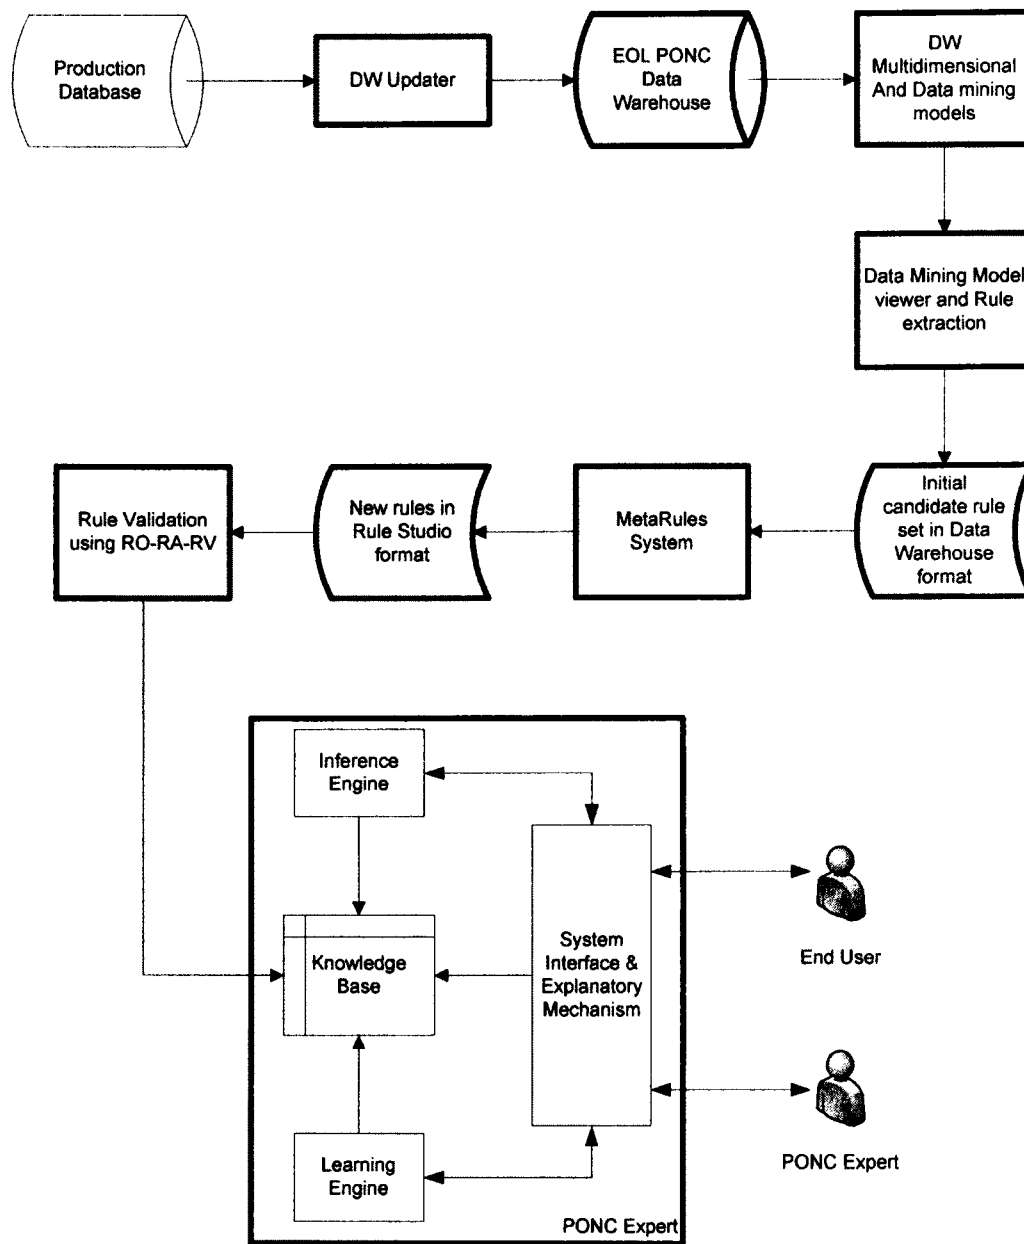 Production
Database
DW Updater
EOL PONC
Data
Warehouse
DW
Multidimensional
And Data mining
models
Data Mining Model
viewer and Rule
extraction
Rule Validation
using RO-RA-RV
New rules in
Rule Studio
format
MetaRules
System
Initial
candidate rule
set in Data
Warehouse
format
Inference
Engine
Knowledge
Base
System
Interface &
Explanatory
Mechanism
End User
Learning
Engine
PONC Expert
PONC Expert